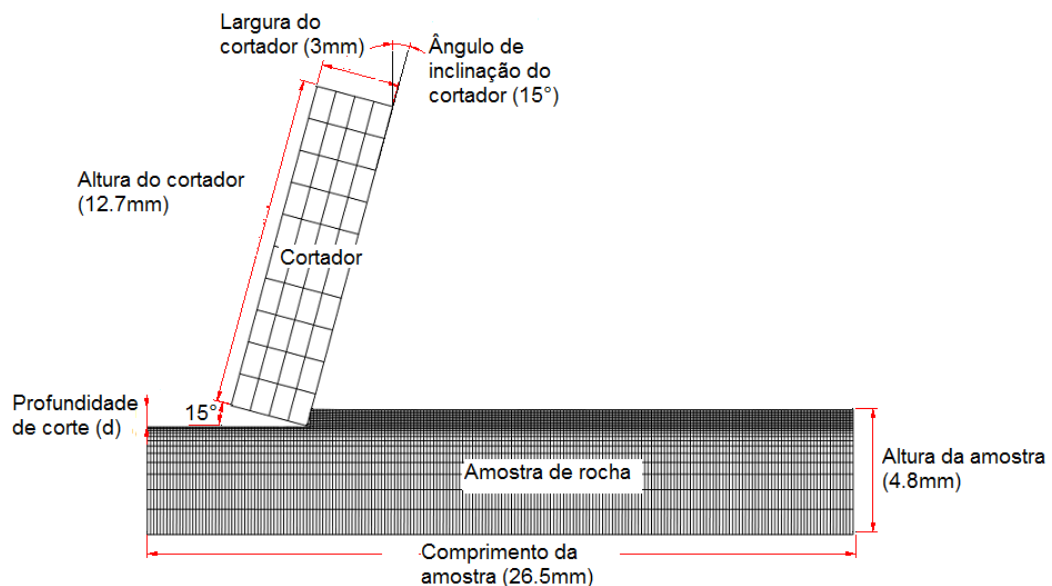 Largura do
cortador (3mm)
Ângulo de
inclinação do
cortador (15°)
Altura do cortador
(12.7mm)
Cortador
Profundidade
de corte (d)
15°
Amostra de rocha
Altura da amostra
(4.8mm)
Comprimento da
amostra (26.5mm)